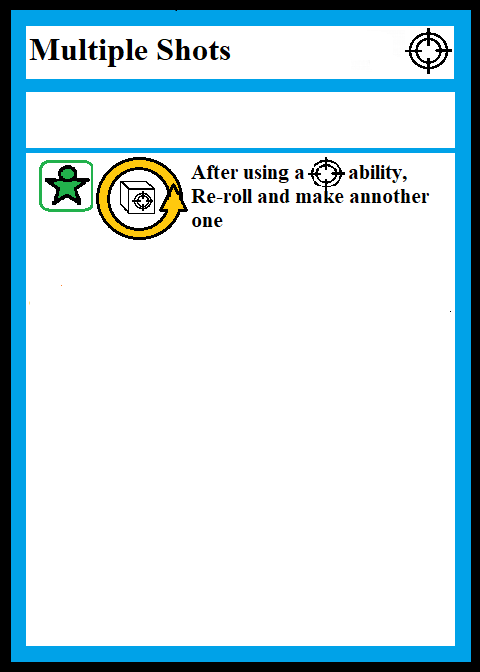 Multiple Shots
After using a ability,
Re-roll and make annother
one